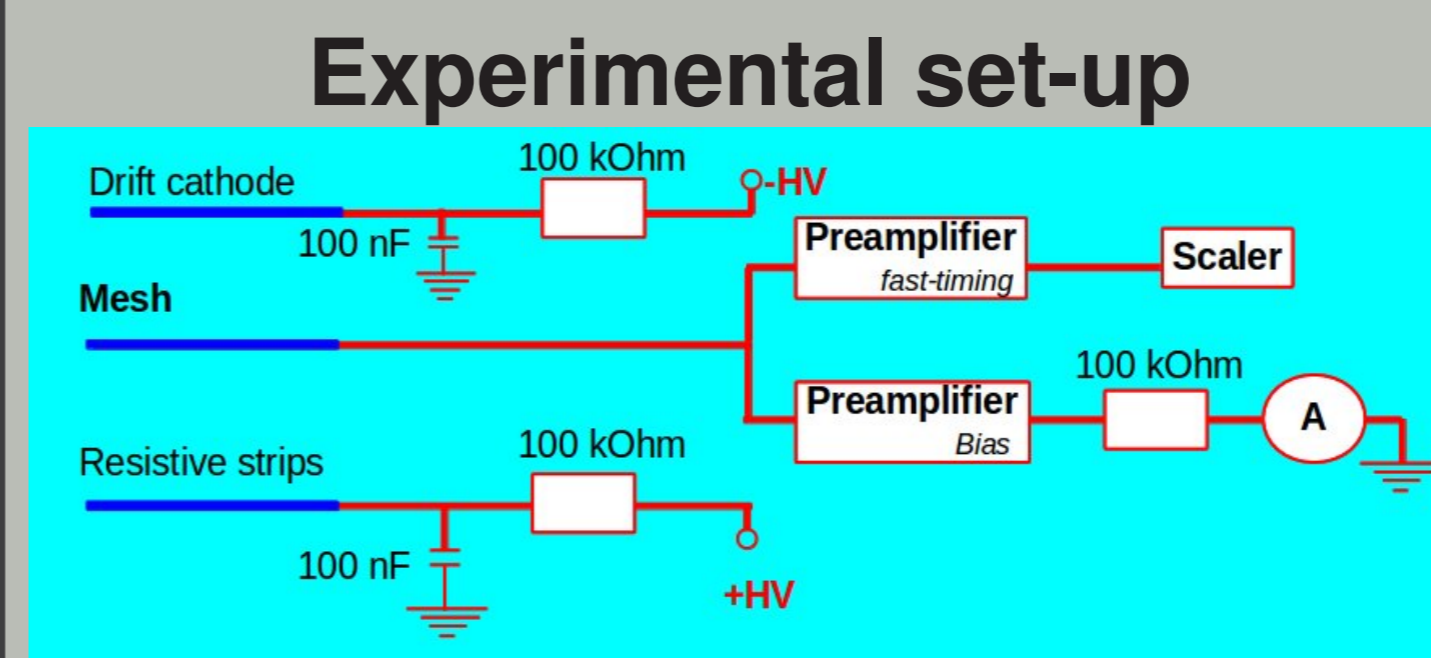 Experimental set-up
Drift cathode
100 kOhm
-HV
100 nF
Preamplifier
fast-timing
Scaler
Mesh
100 kOhm
Preamplifier
Bias
A
Resistive strips
100 kOhm
100 nF
+HV